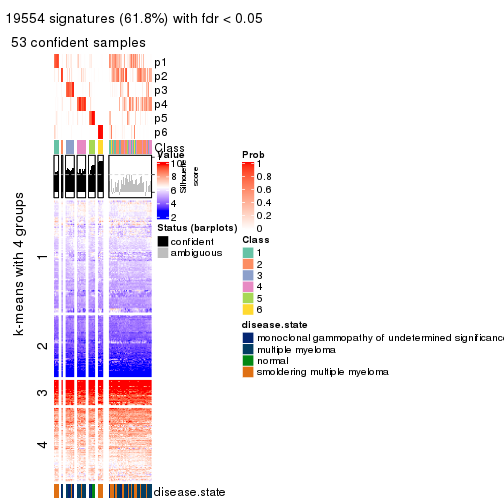 19554 signatures (61.8%) with fdr < 0.05
53 confident samples
p1
p2
p3
p4
p5
p6
Class
Value
10
8
6
4
2
Silhouette
score
Prob
1
0.8
0.6
0.4
0.2
0
Status (barplots)
confident
ambiguous
Class
1
2
3
4
5
6
disease.state
monoclonal gammopathy of undetermined significance
multiple myeloma
normal
smoldering multiple myeloma
k-means with 4 groups
1
2
3
4
disease.state